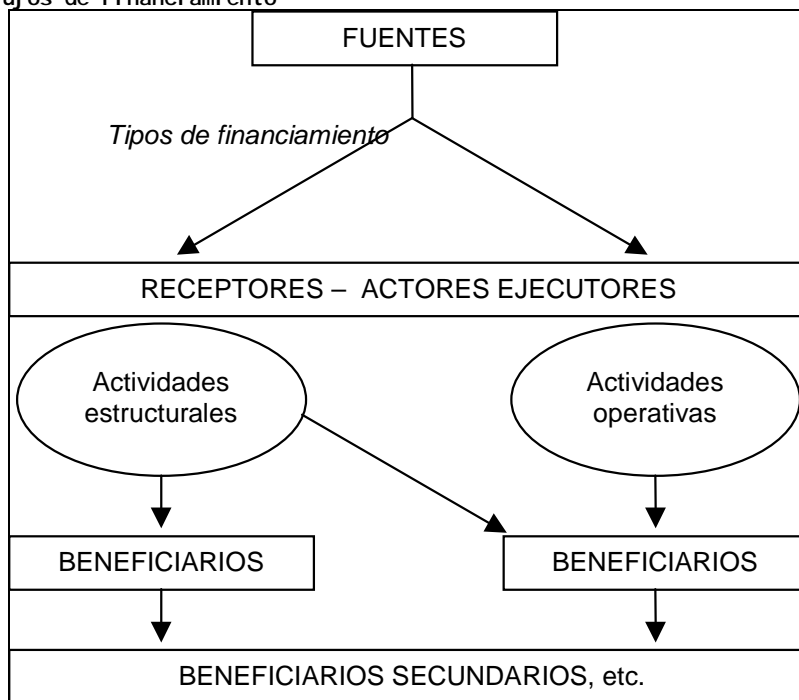 FUENTES
Tipos de financiamiento
RECEPTORES – ACTORES EJECUTORES
Actividades
estructurales
Actividades
operativas
BENEFICIARIOS
BENEFICIARIOS
BENEFICIARIOS SECUNDARIOS, etc.